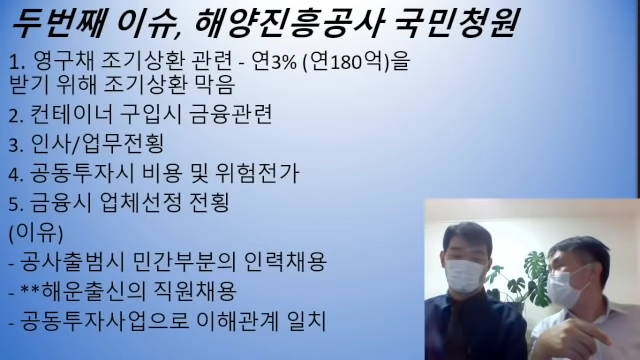 두번째 이슈, 해양진흥공사 국민청원
1. 영구채 조기상환 관련 - 연3% (연180억)을
받기 위해 조기상환 막음
2. 컨테이너 구입시 금융관련
3. 인사/업무전횡
4. 공동투자시 비용 및 위험전가
5. 금융시 업체선정 전횡
(이유)
- 공사출범시 민간부분의 인력채용
- **해운출신의 직원채용
- 공동투자사업으로 이해관계 일치